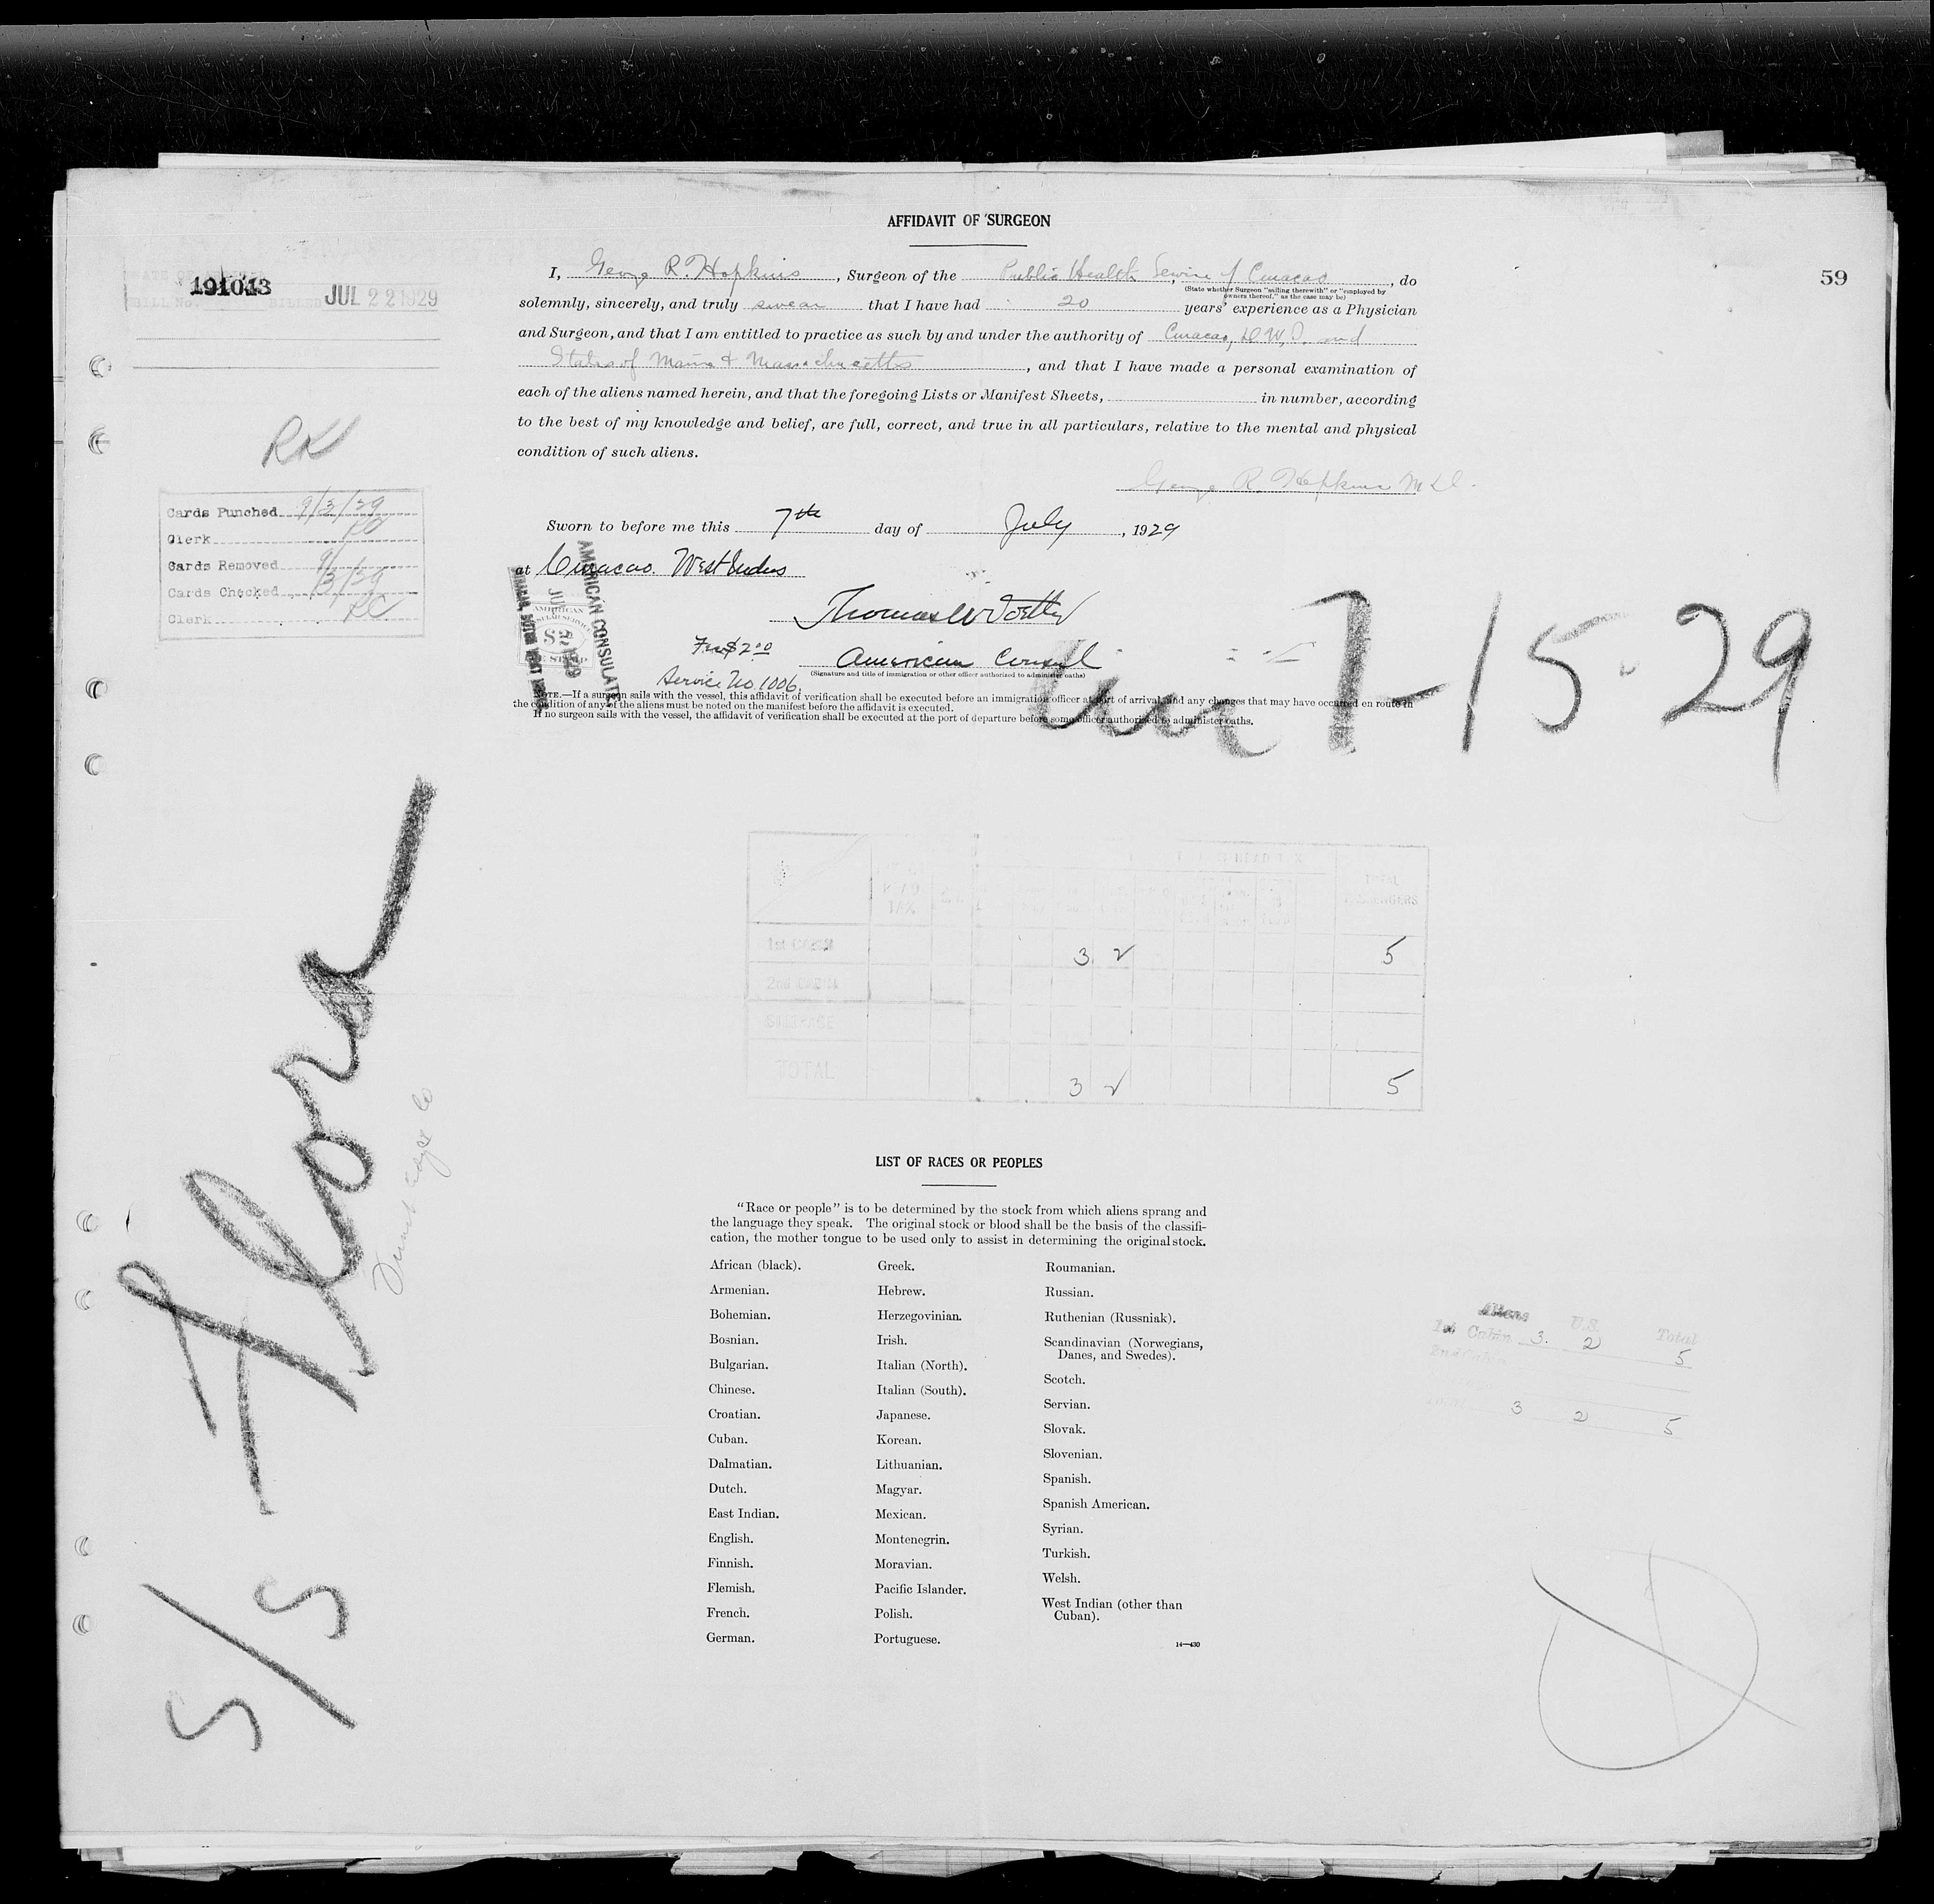 AFFIDAVIT OF SURGEON
59
191043
BILL No. BILLED JUL 22 1929
I, George R. Hopkins, Surgeon of the Public Health Service of Curacao, do
(State whether Surgeon "sailing therewith" or "employed by
owners thereof," as the case may be)
solemnly, sincerely, and truly swear that I have had 20 years' experience as a Physician
and Surgeon, and that I am entitled to practice as such by and under the authority of Curacao, D.W.I. and
States of Maine & Massachusetts, and that I have made a personal examination of
each of the aliens named herein, and that the foregoing Lists or Manifest Sheets, in number, according
to the best of my knowledge and belief, are full, correct, and true in all particulars, relative to the mental and physical
condition of such aliens.
George R. Hopkins M.D.
RK
Cards Punched 9/3/29
Clerk
Cards Removed
Cards Checked 9/3/29
Clerk
Sworn to before me this 7th day of July, 1929
at Curacao. West Indies
AMERICAN CONSULATE
AMERICAN
$2
Fee $2.00
American Consul
(Signature and title of immigration or other officer authorized to administer oaths)
Service No. 1006.
NOTE.—If a surgeon sails with the vessel, this affidavit of verification shall be executed before an immigration officer at port of arrival, and any changes that may have occurred en route in
the condition of any of the aliens must be noted on the manifest before the affidavit is executed.
If no surgeon sails with the vessel, the affidavit of verification shall be executed at the port of departure before some officer authorized to administer oaths.
7-15-29
S/S Flora
TOTAL
PASSENGERS
1st CABIN 3 2 5
2nd CABIN
STEERAGE
TOTAL 3 2 5
LIST OF RACES OR PEOPLES
"Race or people" is to be determined by the stock from which aliens sprang and
the language they speak. The original stock or blood shall be the basis of the classifi-
cation, the mother tongue to be used only to assist in determining the original stock.
African (black).
Armenian.
Bohemian.
Bosnian.
Bulgarian.
Chinese.
Croatian.
Cuban.
Dalmatian.
Dutch.
East Indian.
English.
Finnish.
Flemish.
French.
German.
Greek.
Hebrew.
Herzegovinian.
Irish.
Italian (North).
Italian (South).
Japanese.
Korean.
Lithuanian.
Magyar.
Mexican.
Montenegrin.
Moravian.
Pacific Islander.
Polish.
Portuguese.
Roumanian.
Russian.
Ruthenian (Russniak).
Scandinavian (Norwegians,
Danes, and Swedes).
Scotch.
Servian.
Slovak.
Slovenian.
Spanish.
Spanish American.
Syrian.
Turkish.
Welsh.
West Indian (other than
Cuban).
14—430
Aliens U.S. Total
1st Cabin 3 2 5
2nd Cabin
3 2 5